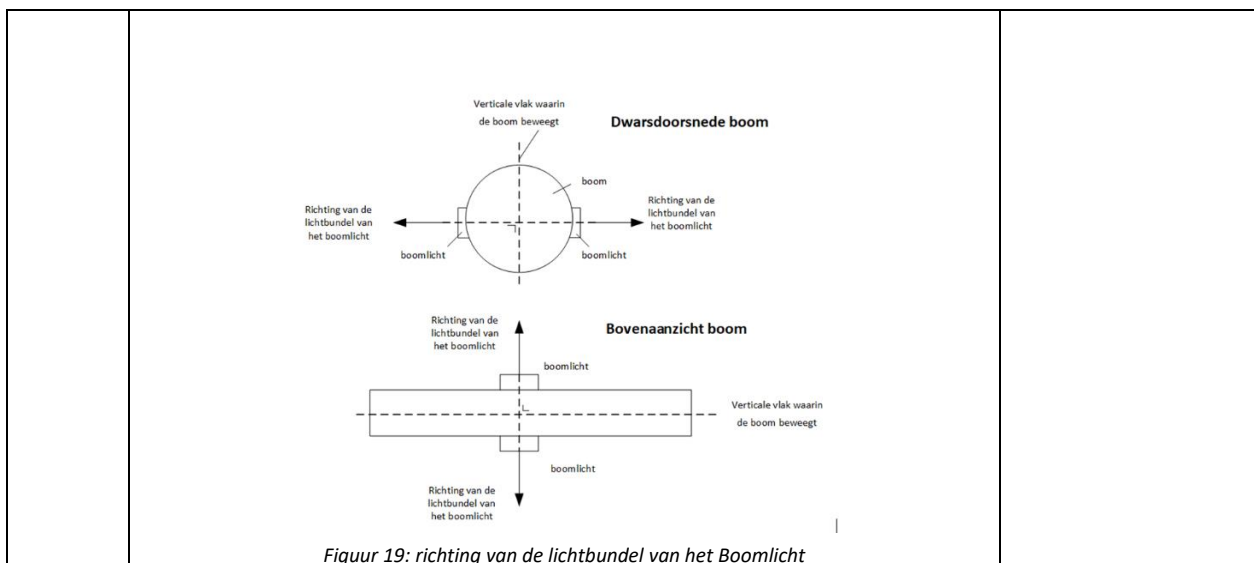 Verticale vlak waarin
de boom beweegt
Dwarsdoorsnede boom
boom
Richting van de
lichtbundel van
het boomlicht
Richting van de
lichtbundel van
het boomlicht
boomlicht
boomlicht
Richting van de
lichtbundel van
het boomlicht
Bovenaanzicht boom
boomlicht
Verticale vlak waarin
de boom beweegt
boomlicht
Richting van de
lichtbundel van
het boomlicht
Figuur 19: richting van de lichtbundel van het Boomlicht